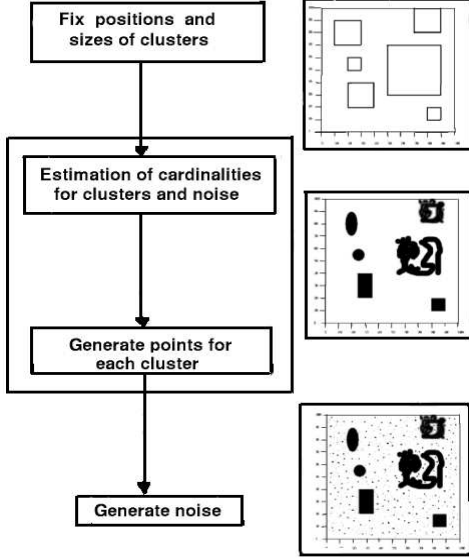 Fix positions and
sizes of clusters
Estimation of cardinalities
for clusters and noise
Generate points for
each cluster
Generate noise